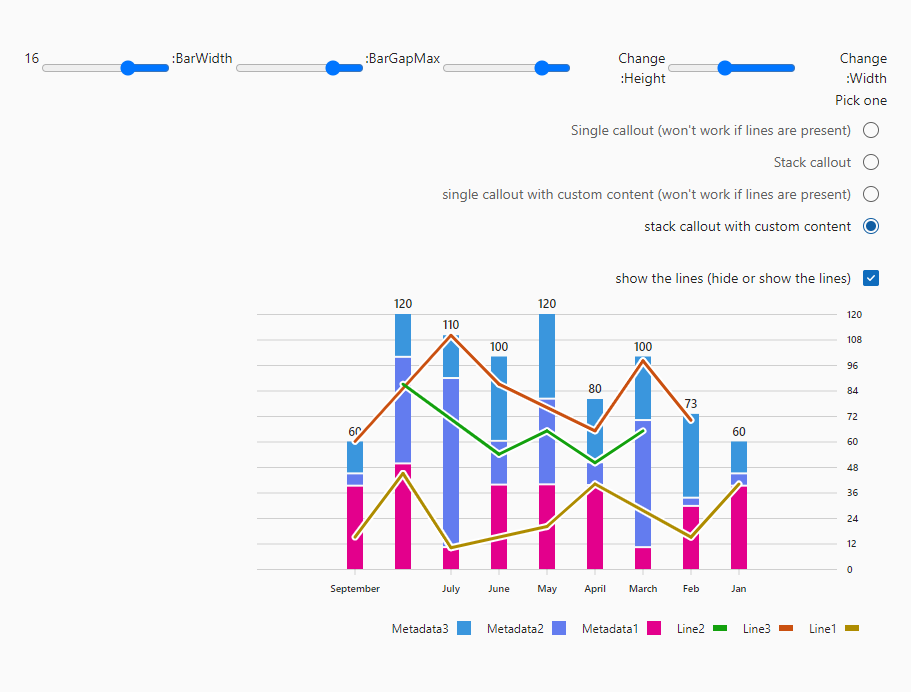 16
:BarWidth
:BarGapMax
Change
:Height
Change
:Width
Pick one
Single callout (won't work if lines are present)
Stack callout
single callout with custom content (won't work if lines are present)
stack callout with custom content
show the lines (hide or show the lines)
120
110
100
120
80
100
73
60
60
120
108
96
84
72
60
48
36
24
12
0
September
July
June
May
April
March
Feb
Jan
Metadata3
Metadata2
Metadata1
Line2
Line3
Line1